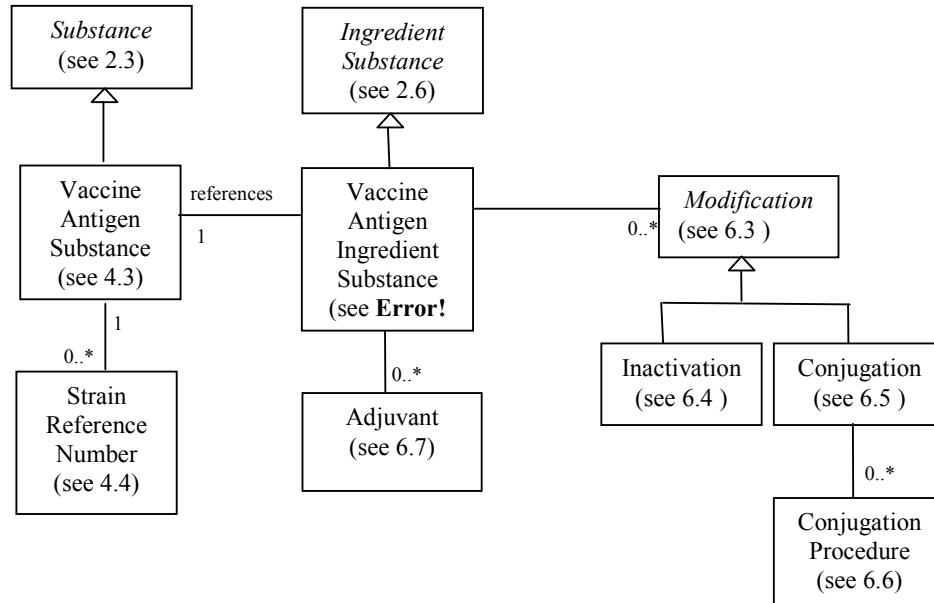 Substance
(see 2.3)
Ingredient
Substance
(see 2.6)
Vaccine
Antigen
Substance
(see 4.3)
references
1
Vaccine
Antigen
Ingredient
Substance
(see Error!
0..*
Modification
(see 6.3 )
1
0..*
Strain
Reference
Number
(see 4.4)
0..*
Adjuvant
(see 6.7)
Inactivation
(see 6.4 )
Conjugation
(see 6.5 )
0..*
Conjugation
Procedure
(see 6.6)